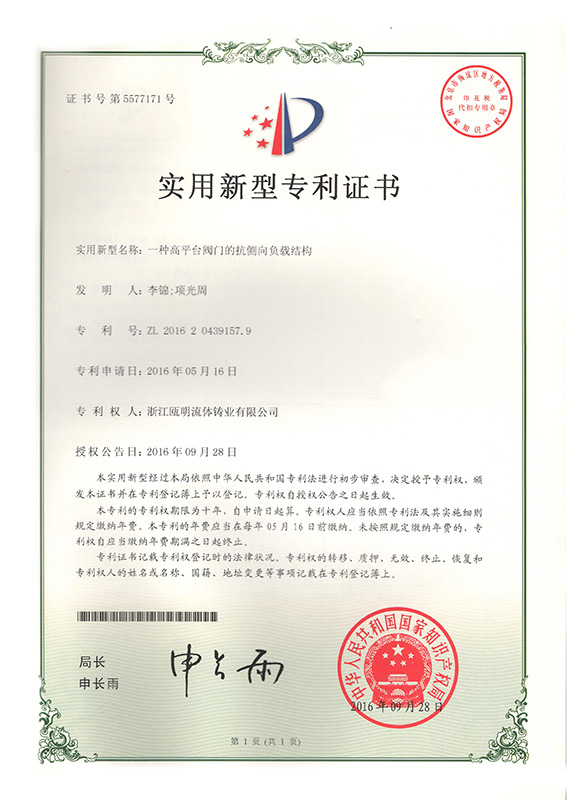 证书号第5577171号
北京市海淀区地方税务局
印花税
代扣专用章
国家知识产权局
实用新型专利证书
实用新型名称：一种高平台阀门的抗侧向负载结构
发明人：李锦;项光周
专利号：ZL 2016 2 0439157.9
专利申请日：2016年05月16日
专利权人：浙江瓯明流体铸业有限公司
授权公告日：2016年09月28日
本实用新型经过本局依照中华人民共和国专利法进行初步审查，决定授予专利权，颁
发本证书并在专利登记簿上予以登记。专利权自授权公告之日起生效。
本专利的专利权期限为十年，自申请日起算。专利权人应当依照专利法及其实施细则
规定缴纳年费。本专利的年费应当在每年05月16日前缴纳。未按照规定缴纳年费的，专
利权自应当缴纳年费期满之日起终止。
专利证书记载专利权登记时的法律状况。专利权的转移、质押、无效、终止、恢复和
专利权人的姓名或名称、国籍、地址变更等事项记载在专利登记簿上。
局长
申长雨
申长雨
中华人民共和国国家知识产权局
2016年09月28日
第1页(共1页)